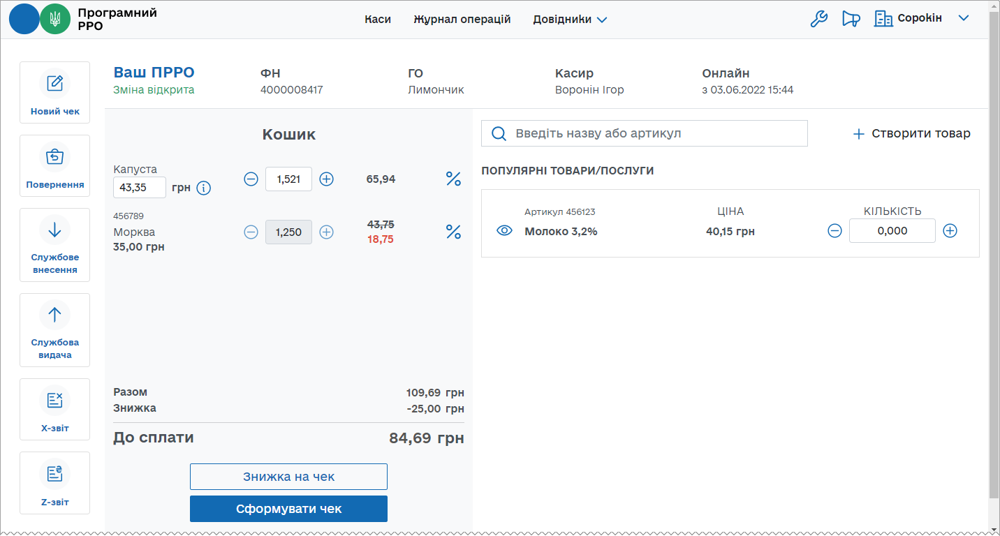 Програмний
РРО
Каси Журнал операцій Довідники Сорокін
Ваш ПРРО ФН ГО Касир Онлайн
Зміна відкрита 4000008417 Лимончик Воронін Ігор з 03.06.2022 15:44
Новий чек
Повернення
Службове
внесення
Службова
видача
X-звіт
Z-звіт
Кошик
Капуста
43,35 грн 1,521 65,94
456789
Морква
35,00 грн
1,250
43,75
18,75
Разом 109,69 грн
Знижка -25,00 грн
До сплати 84,69 грн
Знижка на чек
Сформувати чек
Введіть назву або артикул
Створити товар
ПОПУЛЯРНІ ТОВАРИ/ПОСЛУГИ
Артикул 456123 ЦІНА КІЛЬКІСТЬ
Молоко 3,2% 40,15 грн 0,000